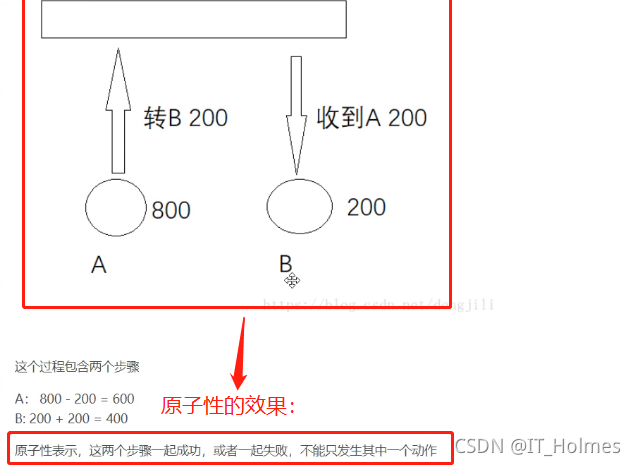 转B 200
收到A 200
800
200
A
B
https://blog.csdn.net/dangjili
这个过程包含两个步骤
A： 800 - 200 = 600
B: 200 + 200 = 400
原子性的效果：
原子性表示，这两个步骤一起成功，或者一起失败，不能只发生其中一个动作
CSDN @IT_Holmes